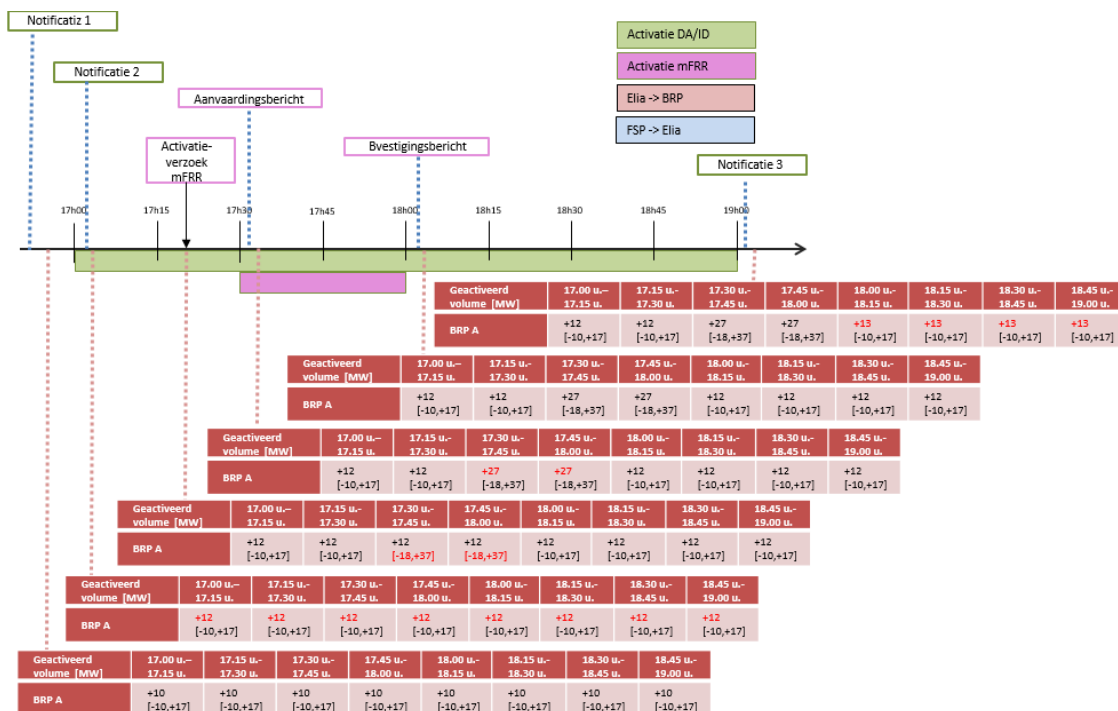 Notificatiz 1
Notificatie 2
Aanvaardingsbericht
Activatie-
verzoek
mFRR
Bvestigingsbericht
Notificatie 3
Activatie DA/ID
Activatie mFRR
Elia -> BRP
FSP -> Elia
17h00 17h15 17h30 17h45 18h00 18h15 18h30 18h45 19h00
Geactiveerd 17.00 u.– 17.15 u.- 17.30 u.- 17.45 u.- 18.00 u.- 18.15 u.- 18.30 u.- 18.45 u.-
volume [MW] 17.15 u. 17.30 u. 17.45 u. 18.00 u. 18.15 u. 18.30 u. 18.45 u. 19.00 u.
BRP A +12 +12 +27 +27 +13 +13 +13 +13
[-10,+17] [-10,+17] [-18,+37] [-18,+37] [-10,+17] [-10,+17] [-10,+17] [-10,+17]
Geactiveerd 17.00 u.– 17.15 u.- 17.30 u.- 17.45 u.- 18.00 u.- 18.15 u.- 18.30 u.- 18.45 u.-
volume [MW] 17.15 u. 17.30 u. 17.45 u. 18.00 u. 18.15 u. 18.30 u. 18.45 u. 19.00 u.
BRP A +12 +12 +27 +27 +12 +12 +12 +12
[-10,+17] [-10,+17] [-18,+37] [-18,+37] [-10,+17] [-10,+17] [-10,+17] [-10,+17]
Geactiveerd 17.00 u.– 17.15 u.- 17.30 u.- 17.45 u.- 18.00 u.- 18.15 u.- 18.30 u.- 18.45 u.-
volume [MW] 17.15 u. 17.30 u. 17.45 u. 18.00 u. 18.15 u. 18.30 u. 18.45 u. 19.00 u.
BRP A +12 +12 +27 +27 +12 +12 +12 +12
[-10,+17] [-10,+17] [-18,+37] [-18,+37] [-10,+17] [-10,+17] [-10,+17] [-10,+17]
Geactiveerd 17.00 u.– 17.15 u.- 17.30 u.- 17.45 u.- 18.00 u.- 18.15 u.- 18.30 u.- 18.45 u.-
volume [MW] 17.15 u. 17.30 u. 17.45 u. 18.00 u. 18.15 u. 18.30 u. 18.45 u. 19.00 u.
BRP A +12 +12 +12 +12 +12 +12 +12 +12
[-10,+17] [-10,+17] [-18,+37] [-18,+37] [-10,+17] [-10,+17] [-10,+17] [-10,+17]
Geactiveerd 17.00 u.– 17.15 u.- 17.30 u.- 17.45 u.- 18.00 u.- 18.15 u.- 18.30 u.- 18.45 u.-
volume [MW] 17.15 u. 17.30 u. 17.45 u. 18.00 u. 18.15 u. 18.30 u. 18.45 u. 19.00 u.
BRP A +12 +12 +12 +12 +12 +12 +12 +12
[-10,+17] [-10,+17] [-10,+17] [-10,+17] [-10,+17] [-10,+17] [-10,+17] [-10,+17]
Geactiveerd 17.00 u.– 17.15 u.- 17.30 u.- 17.45 u.- 18.00 u.- 18.15 u.- 18.30 u.- 18.45 u.-
volume [MW] 17.15 u. 17.30 u. 17.45 u. 18.00 u. 18.15 u. 18.30 u. 18.45 u. 19.00 u.
BRP A +10 +10 +10 +10 +10 +10 +10 +10
[-10,+17] [-10,+17] [-10,+17] [-10,+17] [-10,+17] [-10,+17] [-10,+17] [-10,+17]